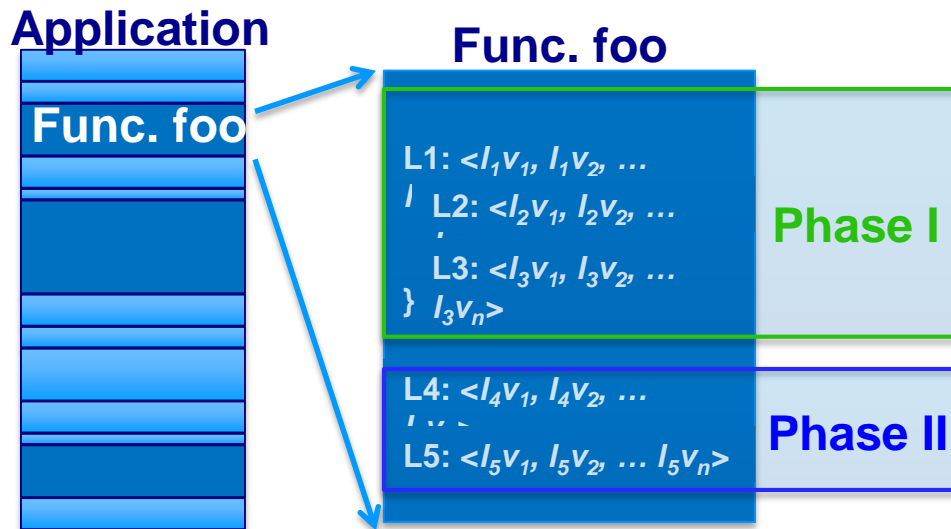 Application
Func. foo
Func. foo
L1: <l₁v₁, l₁v₂, …
L2: <l₂v₁, l₂v₂, …
L3: <l₃v₁, l₃v₂, …
} l₃vₙ>
Phase I
L4: <l₄v₁, l₄v₂, …
L5: <l₅v₁, l₅v₂, … l₅vₙ>
Phase II